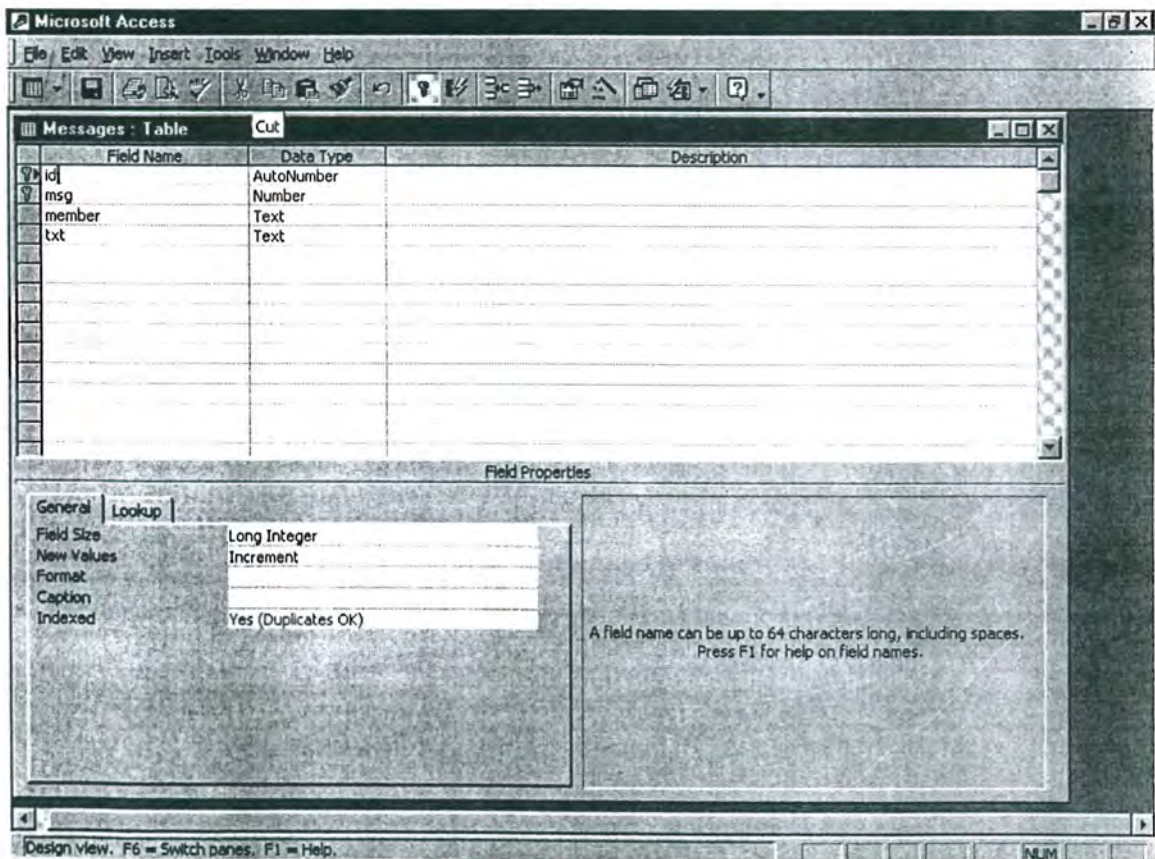 Microsoft Access
File Edit View Insert Tools Window Help
Messages : Table
Cut
Field Name Data Type Description
id AutoNumber
msg Number
member Text
txt Text
Field Properties
General Lookup
Field Size Long Integer
New Values Increment
Format
Caption
Indexed Yes (Duplicates OK)
A field name can be up to 64 characters long, including spaces.
Press F1 for help on field names.
Design view. F6 = Switch panes. F1 = Help. NUM